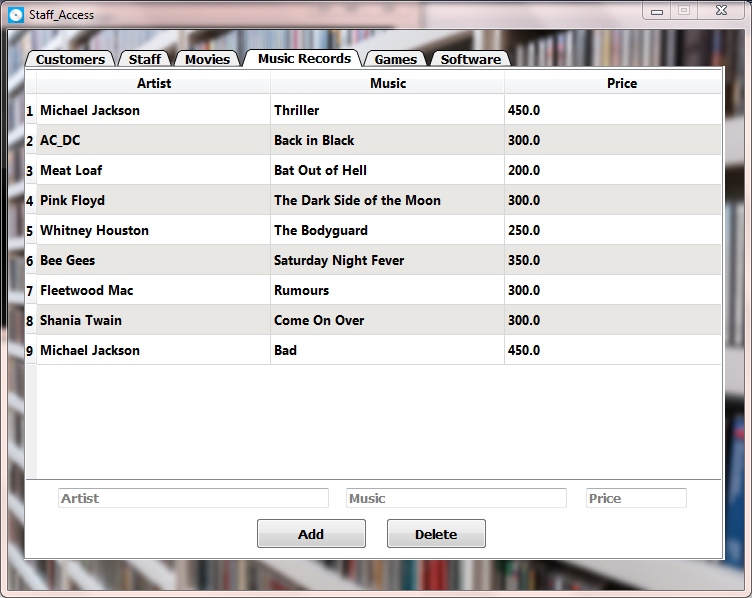 Staff_Access
Customers Staff Movies Music Records Games Software
Artist Music Price
1 Michael Jackson Thriller 450.0
2 AC_DC Back in Black 300.0
3 Meat Loaf Bat Out of Hell 200.0
4 Pink Floyd The Dark Side of the Moon 300.0
5 Whitney Houston The Bodyguard 250.0
6 Bee Gees Saturday Night Fever 350.0
7 Fleetwood Mac Rumours 300.0
8 Shania Twain Come On Over 300.0
9 Michael Jackson Bad 450.0
Artist Music Price
Add Delete